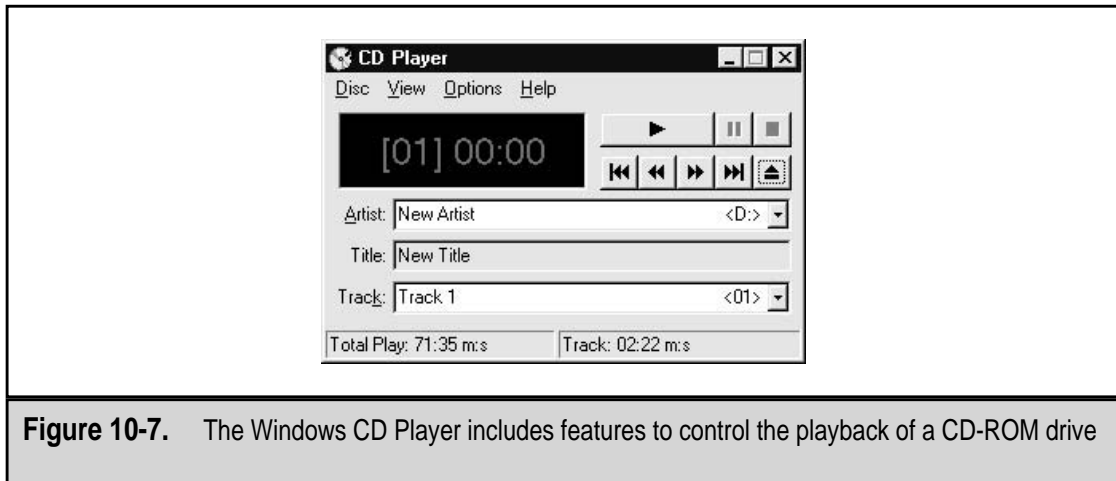 CD Player
Disc View Options Help
[01] 00:00
Artist: New Artist <D:>
Title: New Title
Track: Track 1 <01>
Total Play: 71:35 m:s Track: 02:22 m:s
Figure 10-7. The Windows CD Player includes features to control the playback of a CD-ROM drive